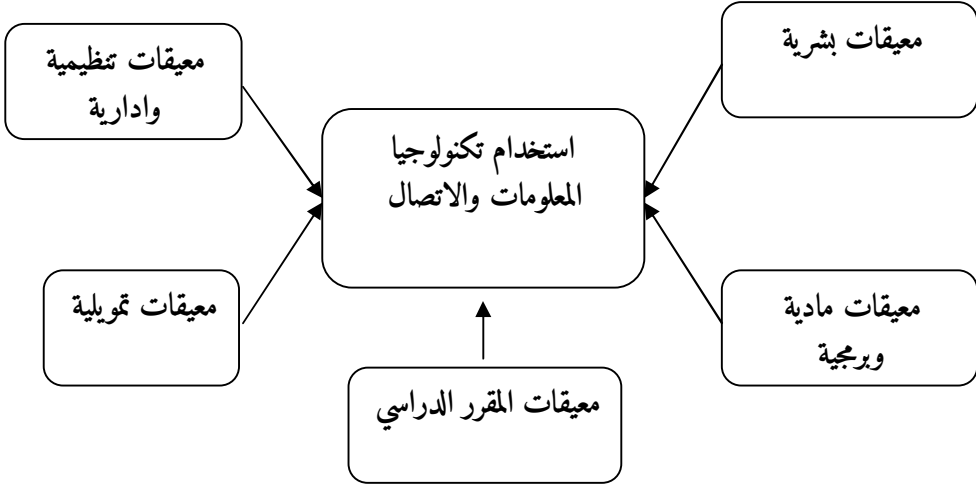 معيقات بشرية
معيقات تنظيمية
وادارية
استخدام تكنولوجيا
المعلومات والاتصال
معيقات مادية
وبرمجية
معيقات تمويلية
معيقات المقرر الدراسي